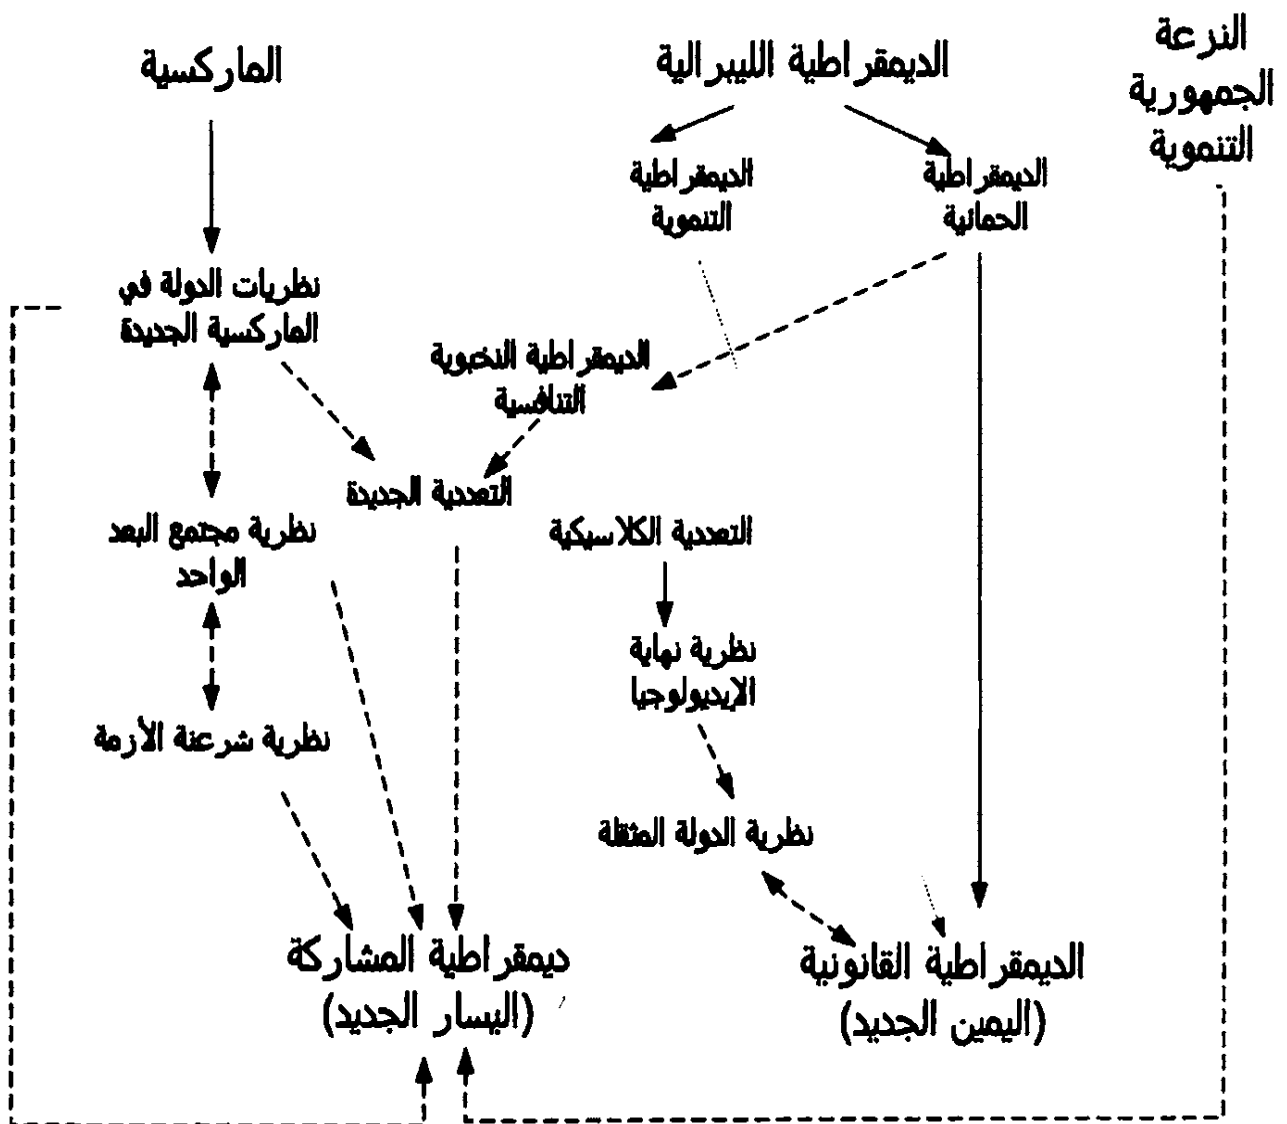 النزعة
الجمهورية
التنموية
الديمقراطية الليبرالية
الماركسية
الديمقراطية
الحمائية
الديمقراطية
التنموية
نظريات الدولة في
الماركسية الجديدة
الديمقراطية النخبوية
التنافسية
التعددية الجديدة
التعددية الكلاسيكية
نظرية مجتمع البعد
الواحد
نظرية نهاية
الإيديولوجيا
نظرية شرعنة الأزمة
نظرية الدولة المثقلة
الديمقراطية القانونية
(اليمين الجديد)
ديمقراطية المشاركة
(اليسار الجديد)